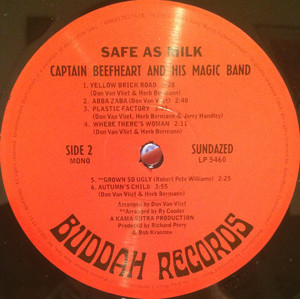 SAFE AS MILK
CAPTAIN BEEFHEART AND HIS MAGIC BAND
1. YELLOW BRICK ROAD 2:28
(Don Van Vliet & Herb Bermann)
2. ABBA ZABA (Don Van Vliet) 2:40
3. PLASTIC FACTORY
(Don Van Vliet, Herb Bermann & Jerry Handley)
4. WHERE THERE'S WOMAN 2:11
(Don Van Vliet & Herb Bermann)
SIDE 2
MONO
SUNDAZED
LP 5460
5. **GROWN SO UGLY (Robert Pete Williams) 2:25
6. AUTUMN'S CHILD 3:55
(Don Van Vliet & Herb Bermann)
Arranged by Don Van Vliet
**Arranged by Ry Cooder
A KAMA SUTRA PRODUCTION
Produced by Richard Perry
& Bob Krasnow
BUDDAH RECORDS